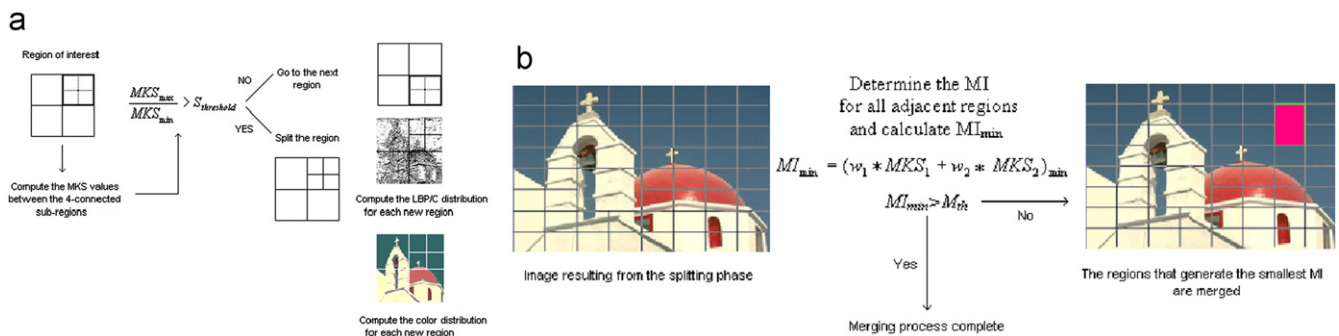 a
Region of interest
MKS_max
MKS_min
> S_threshold
NO
YES
Go to the next
region
Split the region
Compute the MKS values
between the 4-connected
sub-regions
Compute the LBP/C distribution
for each new region
Compute the color distribution
for each new region
b
Determine the MI
for all adjacent regions
and calculate MI_min
MI_min = (w_1 * MKS_1 + w_2 * MKS_2)_min
MI_min > M_th
No
Yes
Image resulting from the splitting phase
Merging process complete
The regions that generate the smallest MI
are merged